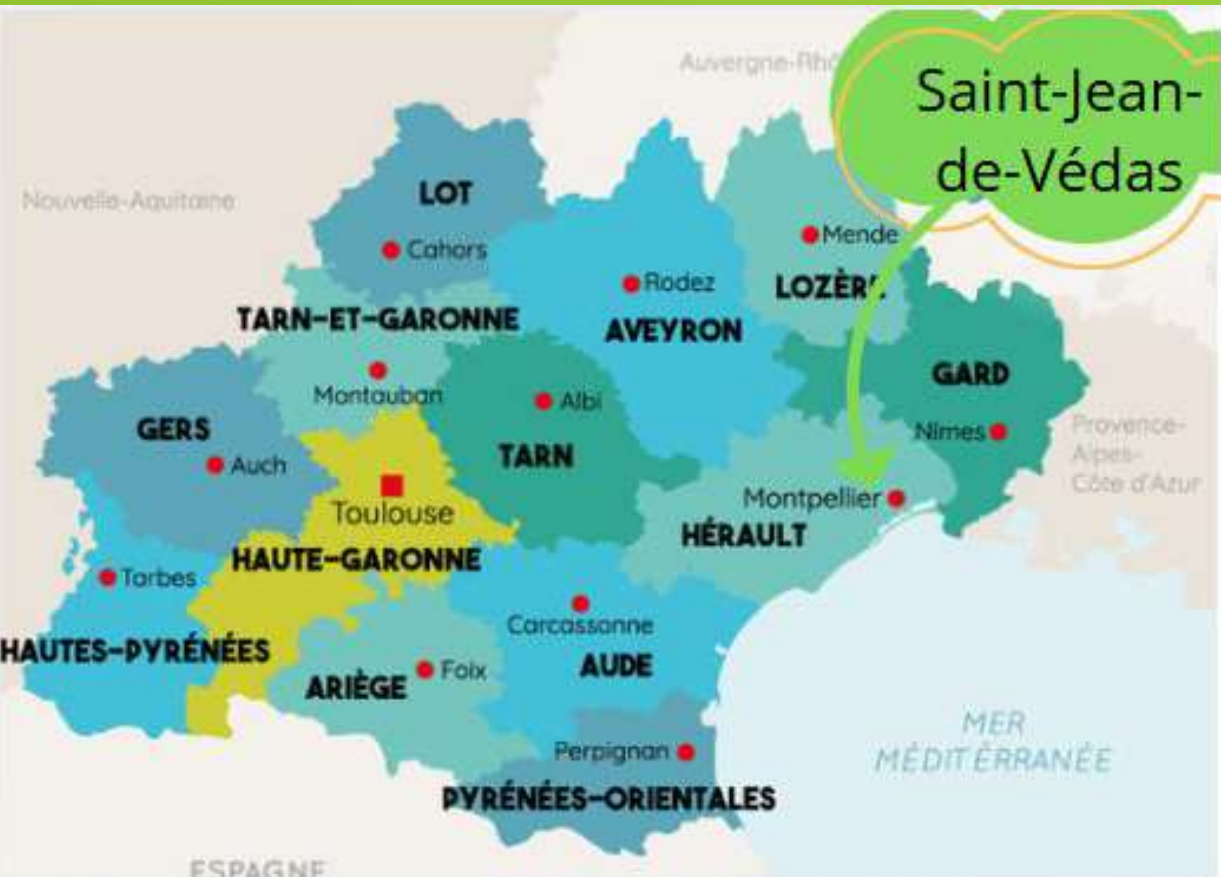 Auvergne-Rhô
Saint-Jean-
de-Védas
Nouvelle-Aquitaine
LOT
Cahors
Mende
LOZÈRE
Rodez
AVEYRON
TARN-ET-GARONNE
Montauban
GARD
Nîmes
Albi
TARN
GERS
Auch
Provence-
Alpes-
Côte d'Azur
Toulouse
HAUTE-GARONNE
Montpellier
HÉRAULT
Tarbes
HAUTES-PYRÉNÉES
Carcassonne
AUDE
ARIÈGE
Foix
MER
MÉDITÉRRANÉE
Perpignan
PYRÉNÉES-ORIENTALES
ESPAGNE